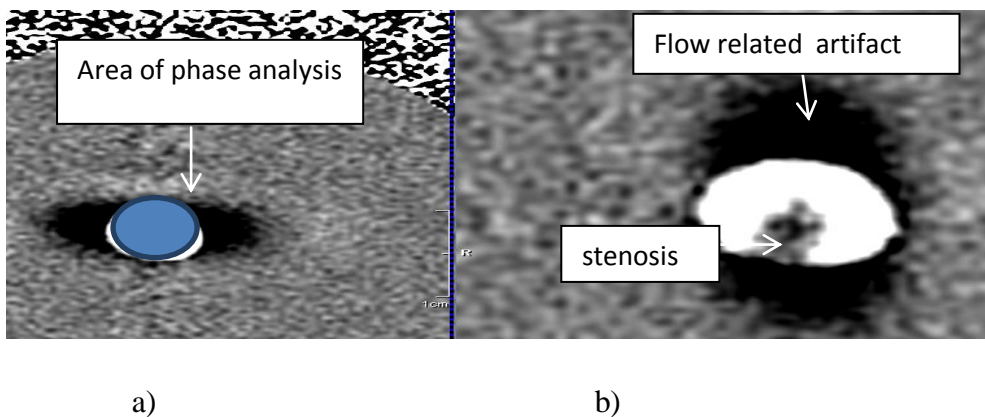 Area of phase analysis
Flow related artifact
stenosis
R
1cm
a)
b)